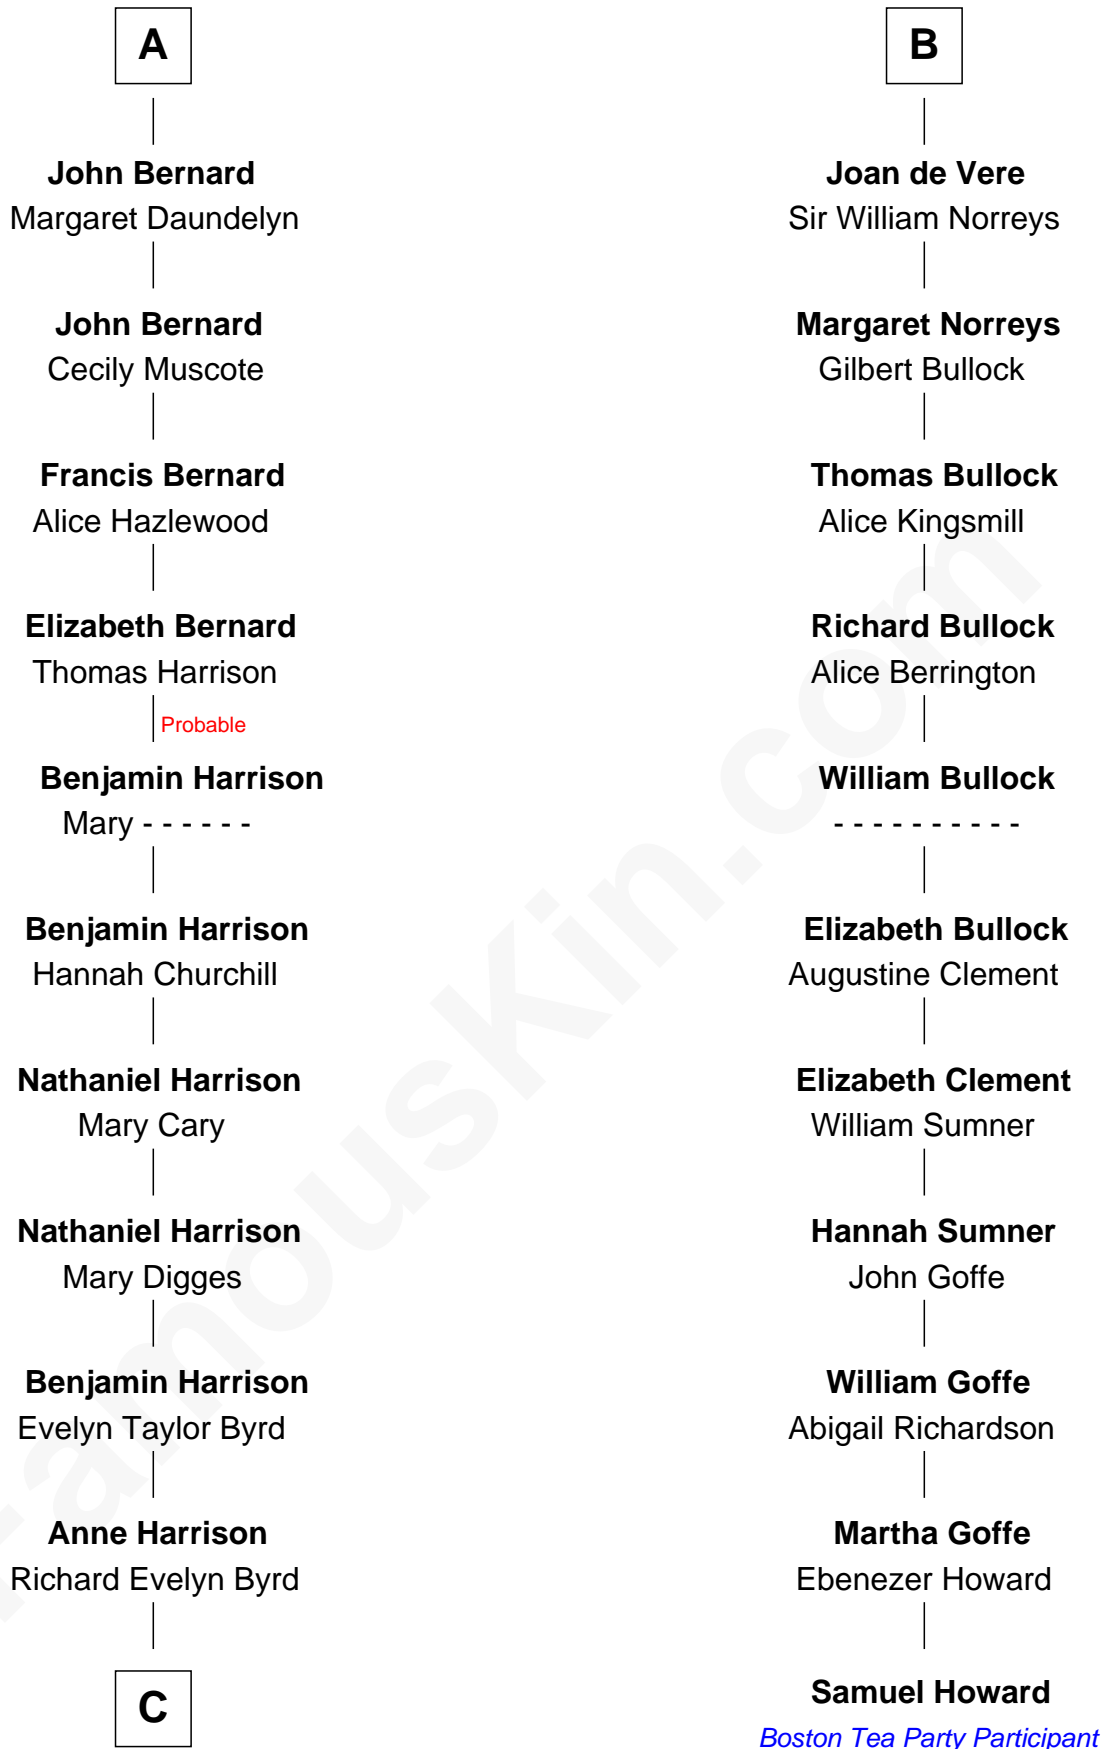 A
John Bernard
Margaret Daundelyn
John Bernard
Cecily Muscote
Francis Bernard
Alice Hazlewood
Elizabeth Bernard
Thomas Harrison
Probable
Benjamin Harrison
Mary - - - - - -
Benjamin Harrison
Hannah Churchill
Nathaniel Harrison
Mary Cary
Nathaniel Harrison
Mary Digges
Benjamin Harrison
Evelyn Taylor Byrd
Anne Harrison
Richard Evelyn Byrd
C
B
Joan de Vere
Sir William Norreys
Margaret Norreys
Gilbert Bullock
Thomas Bullock
Alice Kingsmill
Richard Bullock
Alice Berrington
William Bullock
- - - - - - - - - -
Elizabeth Bullock
Augustine Clement
Elizabeth Clement
William Sumner
Hannah Sumner
John Goffe
William Goffe
Abigail Richardson
Martha Goffe
Ebenezer Howard
Samuel Howard
Boston Tea Party Participant
FamousKin.com